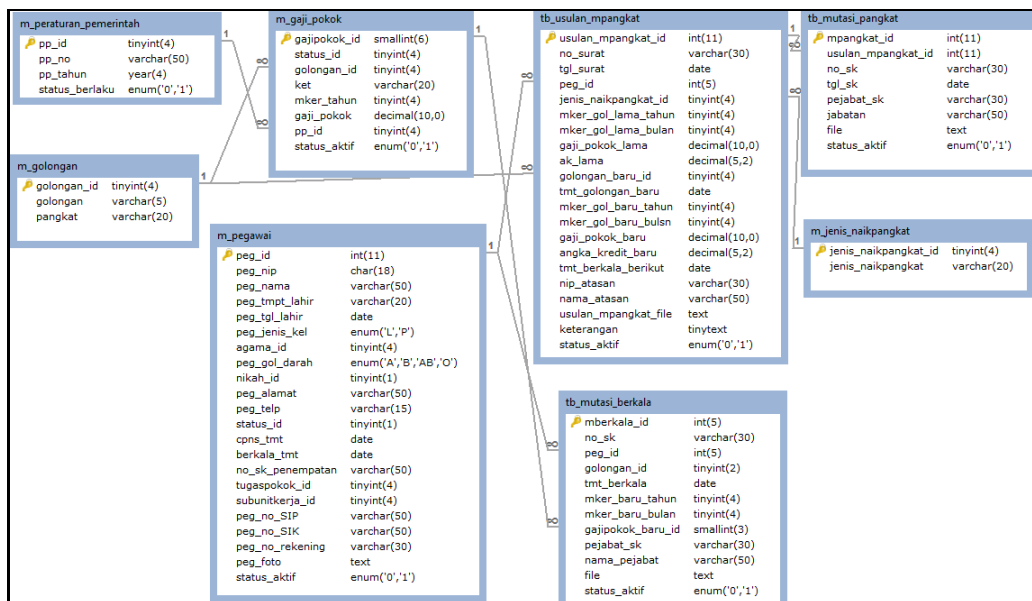 m_peraturan_pemerintah
pp_id tinyint(4)
pp_no varchar(50)
pp_tahun year(4)
status_berlaku enum('0','1')
m_golongan
golongan_id tinyint(4)
golongan varchar(5)
pangkat varchar(20)
m_gaji_pokok
gajipokok_id smallint(6)
status_id tinyint(4)
golongan_id tinyint(4)
ket varchar(20)
mker_tahun tinyint(4)
gaji_pokok decimal(10,0)
pp_id tinyint(4)
status_aktif enum('0','1')
m_pegawai
peg_id int(11)
peg_nip char(18)
peg_nama varchar(50)
peg_tmpt_lahir varchar(20)
peg_tgl_lahir date
peg_jenis_kel enum('L','P')
agama_id tinyint(4)
peg_gol_darah enum('A','B','AB','O')
nikah_id tinyint(1)
peg_alamat varchar(50)
peg_telp varchar(15)
status_id tinyint(1)
cpns_tmt date
berkala_tmt date
no_sk_penempatan varchar(50)
tugaspokok_id tinyint(4)
subunitkerja_id tinyint(4)
peg_no_SIP varchar(50)
peg_no_SIK varchar(50)
peg_no_rekening varchar(30)
peg_foto text
status_aktif enum('0','1')
tb_usulan_mpangkat
usulan_mpangkat_id int(11)
no_surat varchar(30)
tgl_surat date
peg_id int(5)
jenis_naikpangkat_id tinyint(4)
mker_gol_lama_tahun tinyint(4)
mker_gol_lama_bulan tinyint(4)
gaji_pokok_lama decimal(10,0)
ak_lama decimal(5,2)
golongan_baru_id tinyint(4)
tmt_golongan_baru date
mker_gol_baru_tahun tinyint(4)
mker_gol_baru_bulsn tinyint(4)
gaji_pokok_baru decimal(10,0)
angka_kredit_baru decimal(5,2)
tmt_berkala_berikut date
nip_atasan varchar(30)
nama_atasan varchar(50)
usulan_mpangkat_file text
keterangan tinytext
status_aktif enum('0','1')
tb_mutasi_berkala
mberkala_id int(5)
no_sk varchar(30)
peg_id int(5)
golongan_id tinyint(2)
tmt_berkala date
mker_baru_tahun tinyint(4)
mker_baru_bulan tinyint(4)
gajipokok_baru_id smallint(3)
pejabat_sk varchar(30)
nama_pejabat varchar(50)
file text
status_aktif enum('0','1')
tb_mutasi_pangkat
mpangkat_id int(11)
usulan_mpangkat_id int(11)
no_sk varchar(30)
tgl_sk date
pejabat_sk varchar(30)
jabatan varchar(50)
file text
status_aktif enum('0','1')
m_jenis_naikpangkat
jenis_naikpangkat_id tinyint(4)
jenis_naikpangkat varchar(20)
1
∞
1
∞
1
∞
1
∞
1
∞
1
∞
1
∞
∞